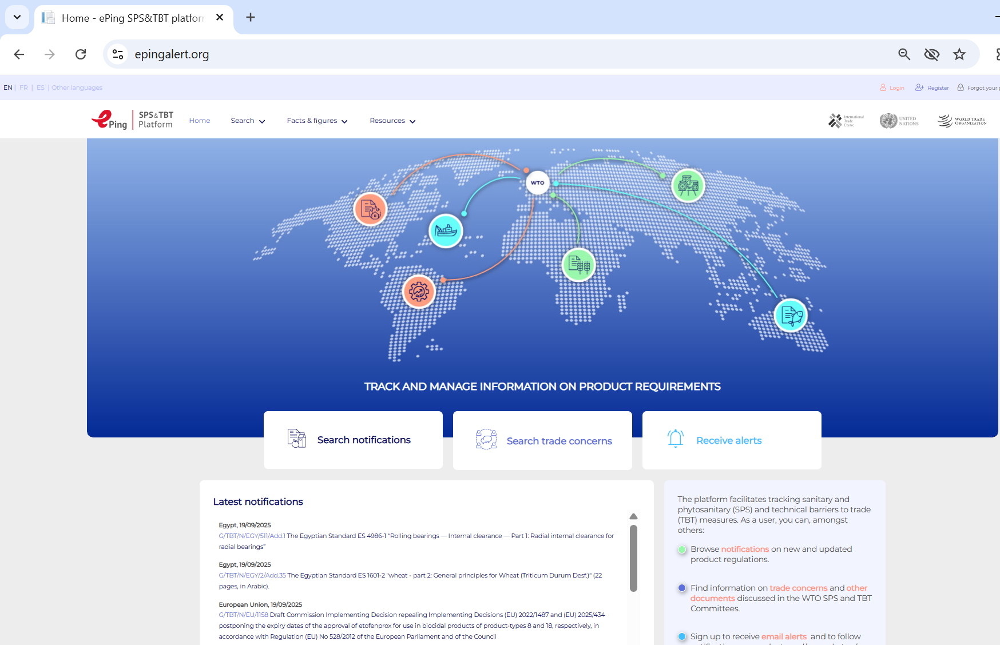 Home - ePing SPS&TBT platfor
epingalert.org
EN | FR | ES | Other languages
Login Register Forgot your
ePing SPS&TBT Platform
Home Search Facts & figures Resources
International Trade Centre
UNITED NATIONS
WORLD TRADE ORGANIZATION
WTO
TRACK AND MANAGE INFORMATION ON PRODUCT REQUIREMENTS
Search notifications
Search trade concerns
Receive alerts
Latest notifications
Egypt, 19/09/2025
G/TBT/N/EGY/511/Add.1 The Egyptian Standard ES 4986-1 “Rolling bearings — Internal clearance — Part 1: Radial internal clearance for
radial bearings”
Egypt, 19/09/2025
G/TBT/N/EGY/2/Add.35 The Egyptian Standard ES 1601-2 "wheat - part 2: General principles for Wheat (Triticum Durum Desf.)" (22
pages, in Arabic).
European Union, 19/09/2025
G/TBT/N/EU/1158 Draft Commission Implementing Decision repealing Implementing Decisions (EU) 2022/1487 and (EU) 2025/434
postponing the expiry dates of the approval of etofenprox for use in biocidal products of product-types 8 and 18, respectively, in
accordance with Regulation (EU) No 528/2012 of the European Parliament and of the Council
The platform facilitates tracking sanitary and
phytosanitary (SPS) and technical barriers to trade
(TBT) measures. As a user, you can, amongst
others:
Browse notifications on new and updated
product regulations.
Find information on trade concerns and other
documents discussed in the WTO SPS and TBT
Committees.
Sign up to receive email alerts and to follow